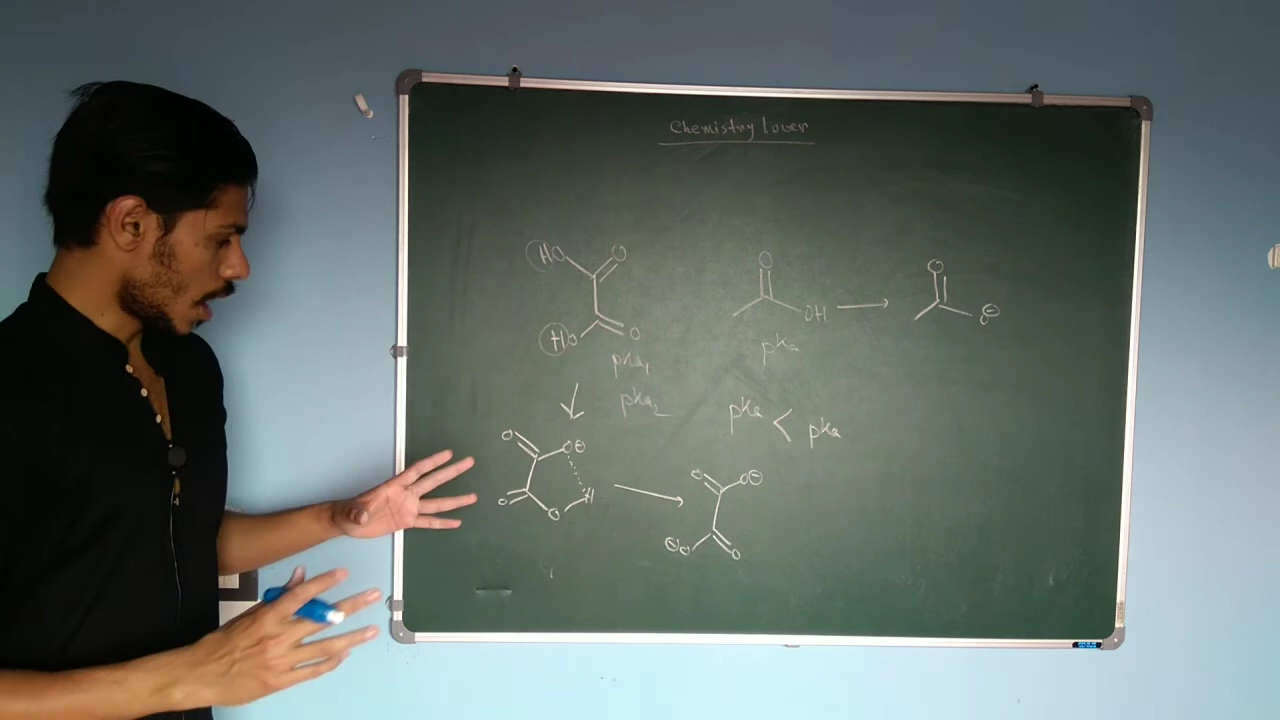 Chemistry lover
HO O
HO O
O
OH
O
O⊖
pKa1
pKa
pKa2
pKa < pKa
O O⊖
O O H
O O⊖
⊖O O